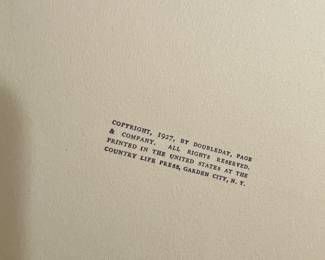 COPYRIGHT, 1927, BY DOUBLEDAY, PAGE
& COMPANY. ALL RIGHTS RESERVED.
PRINTED IN THE UNITED STATES AT THE
COUNTRY LIFE PRESS, GARDEN CITY, N. Y.